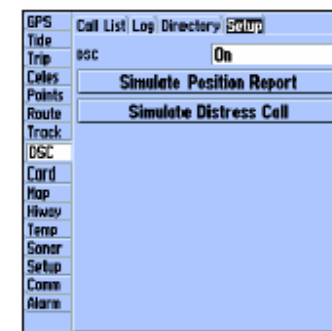 GPS
Tide
Trip
Celes
Points
Route
Track
DSC
Card
Map
Hiway
Temp
Sonar
Setup
Comm
Alarm
Call List Log Directory Setup
DSC On
Simulate Position Report
Simulate Distress Call